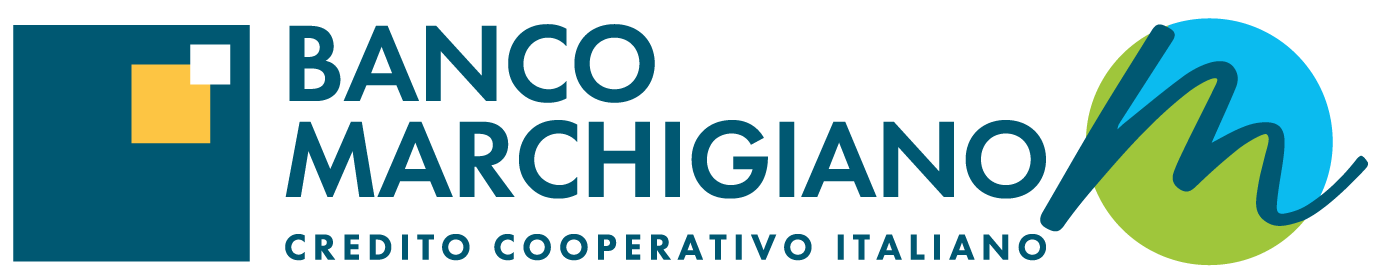 BANCO
MARCHIGIANO
CREDITO COOPERATIVO ITALIANO
m